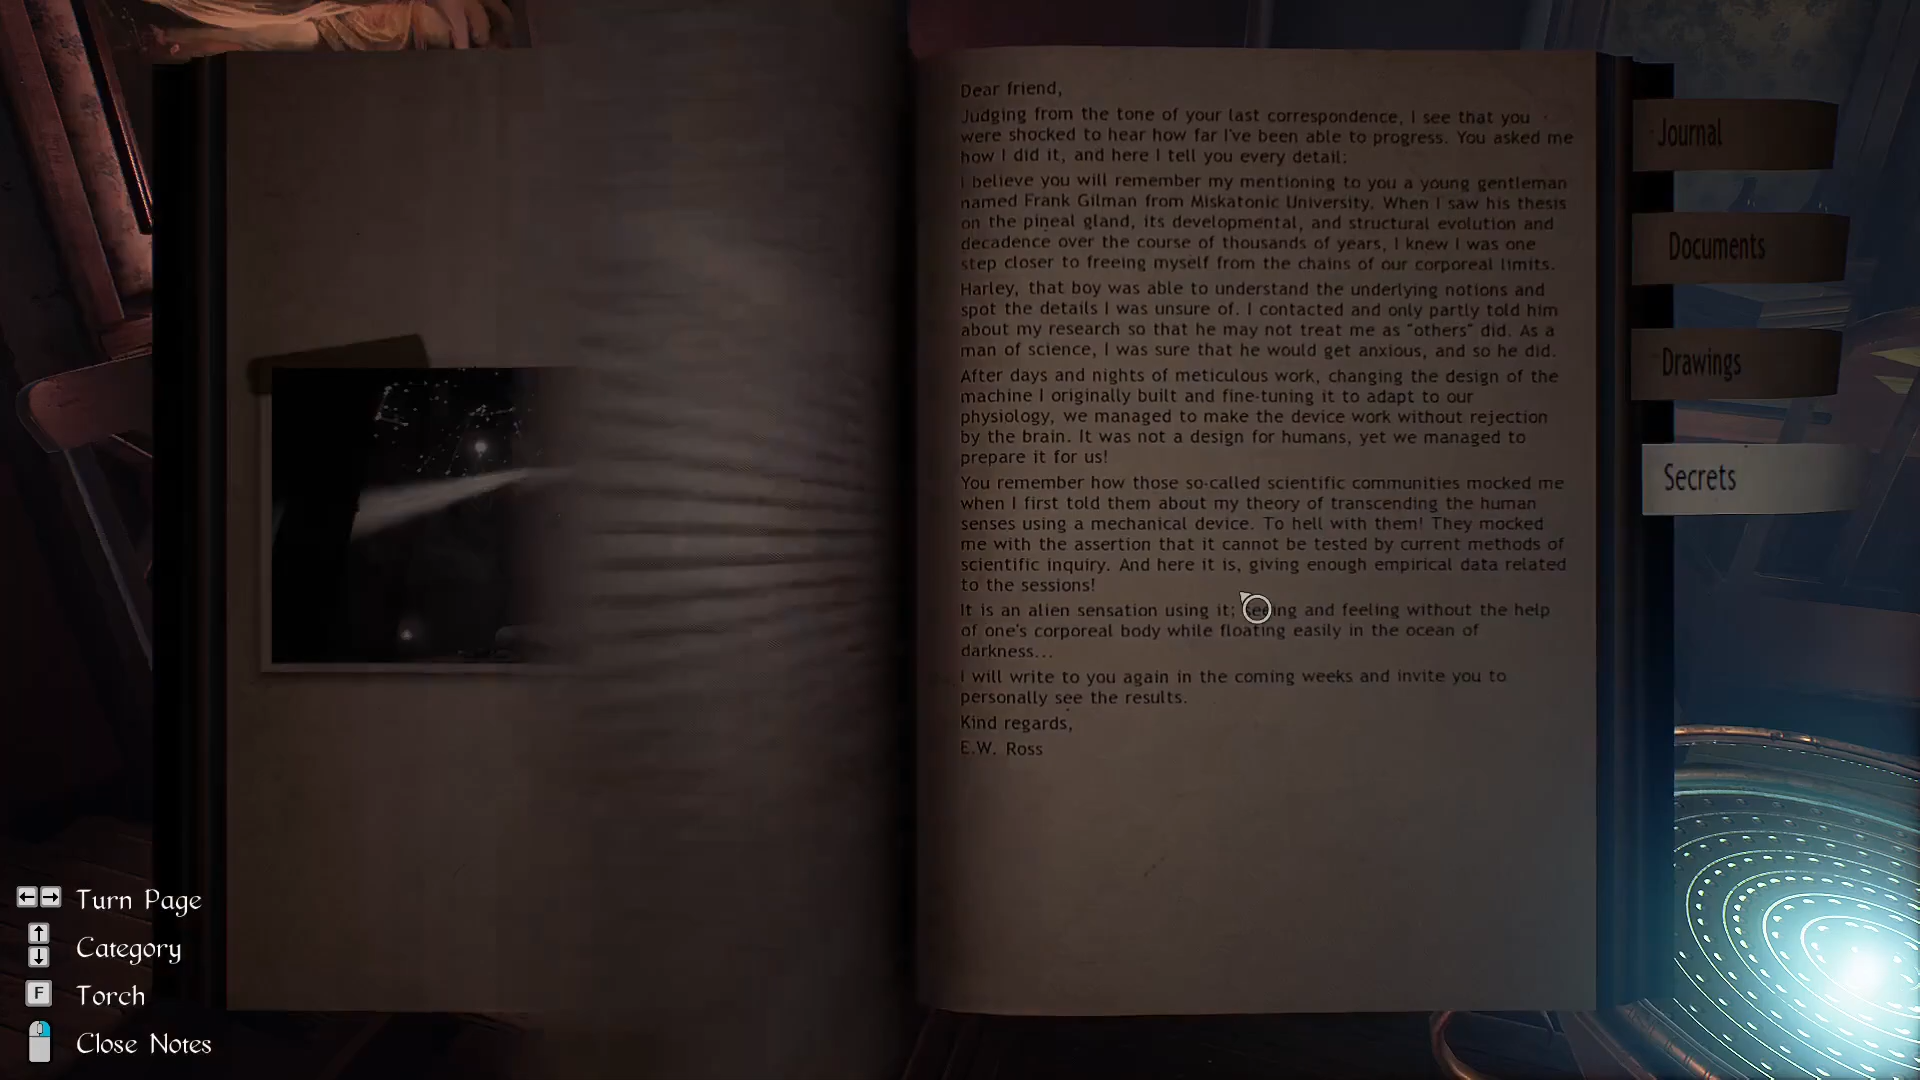 Dear friend,
Judging from the tone of your last correspondence, I see that you
were shocked to hear how far I've been able to progress. You asked me
how I did it, and here I tell you every detail:
I believe you will remember my mentioning to you a young gentleman
named Frank Gilman from Miskatonic University. When I saw his thesis
on the pineal gland, its developmental, and structural evolution and
decadence over the course of thousands of years, I knew I was one
step closer to freeing myself from the chains of our corporeal limits.
Harley, that boy was able to understand the underlying notions and
spot the details I was unsure of. I contacted and only partly told him
about my research so that he may not treat me as "others" did. As a
man of science, I was sure that he would get anxious, and so he did.
After days and nights of meticulous work, changing the design of the
machine I originally built and fine-tuning it to adapt to our
physiology, we managed to make the device work without rejection
by the brain. It was not a design for humans, yet we managed to
prepare it for us!
You remember how those so-called scientific communities mocked me
when I first told them about my theory of transcending the human
senses using a mechanical device. To hell with them! They mocked
me with the assertion that it cannot be tested by current methods of
scientific inquiry. And here it is, giving enough empirical data related
to the sessions!
It is an alien sensation using it; seeing and feeling without the help
of one's corporeal body while floating easily in the ocean of
darkness...
I will write to you again in the coming weeks and invite you to
personally see the results.
Kind regards,
E.W. Ross
Journal
Documents
Drawings
Secrets
Turn Page
Category
F Torch
Close Notes